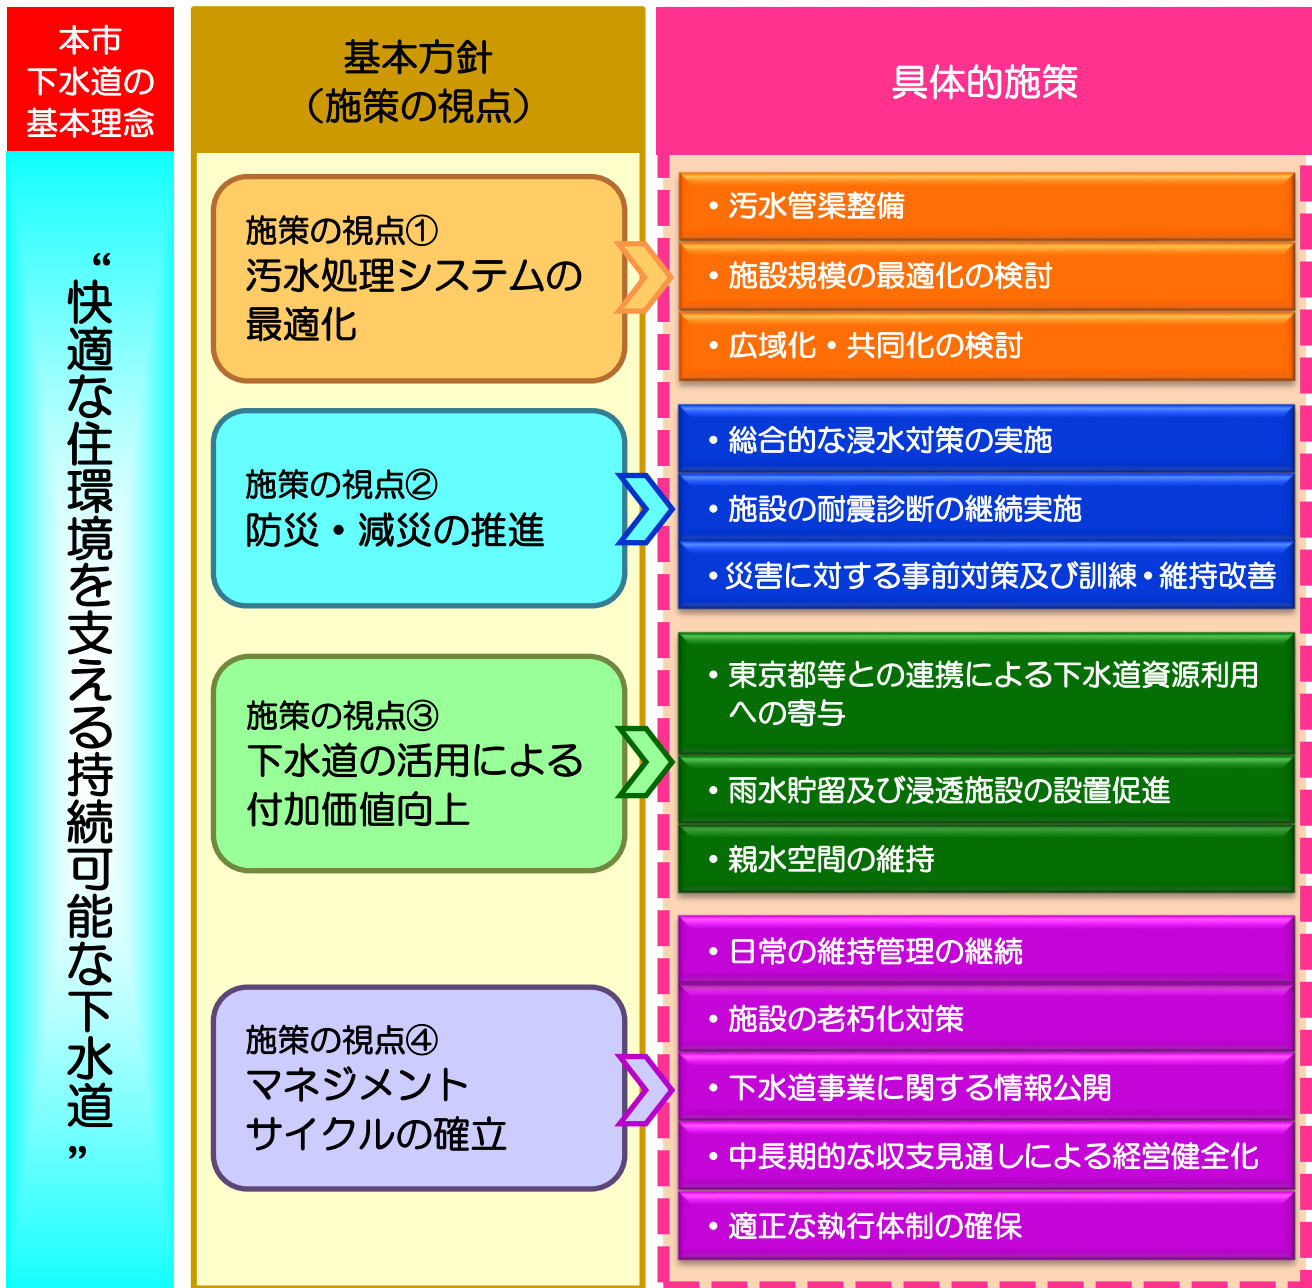 本市
下水道の
基本理念
“快適な住環境を支える持続可能な下水道”
基本方針
（施策の視点）
具体的施策
施策の視点①
汚水処理システムの
最適化
・汚水管渠整備
・施設規模の最適化の検討
・広域化・共同化の検討
施策の視点②
防災・減災の推進
・総合的な浸水対策の実施
・施設の耐震診断の継続実施
・災害に対する事前対策及び訓練・維持改善
施策の視点③
下水道の活用による
付加価値向上
・東京都等との連携による下水道資源利用
への寄与
・雨水貯留及び浸透施設の設置促進
・親水空間の維持
施策の視点④
マネジメント
サイクルの確立
・日常の維持管理の継続
・施設の老朽化対策
・下水道事業に関する情報公開
・中長期的な収支見通しによる経営健全化
・適正な執行体制の確保